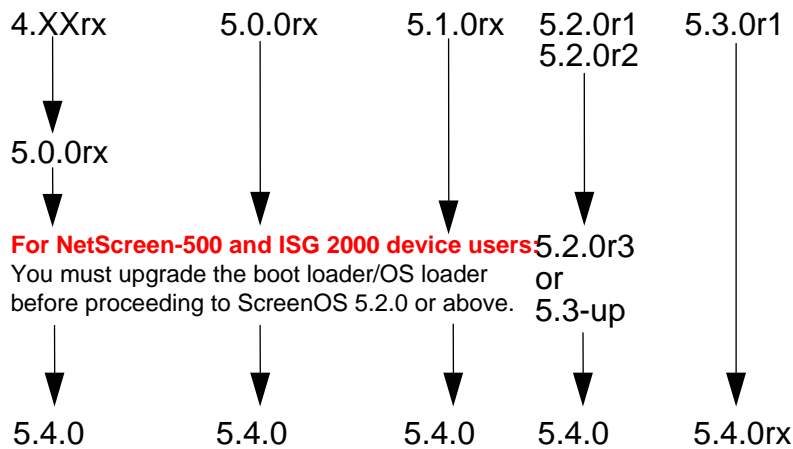 4.XXrx 5.0.0rx 5.1.0rx 5.2.0r1 5.3.0r1
5.2.0r2
5.0.0rx
For NetScreen-500 and ISG 2000 device users: 5.2.0r3
You must upgrade the boot loader/OS loader or
before proceeding to ScreenOS 5.2.0 or above. 5.3-up
5.4.0 5.4.0 5.4.0 5.4.0 5.4.0rx